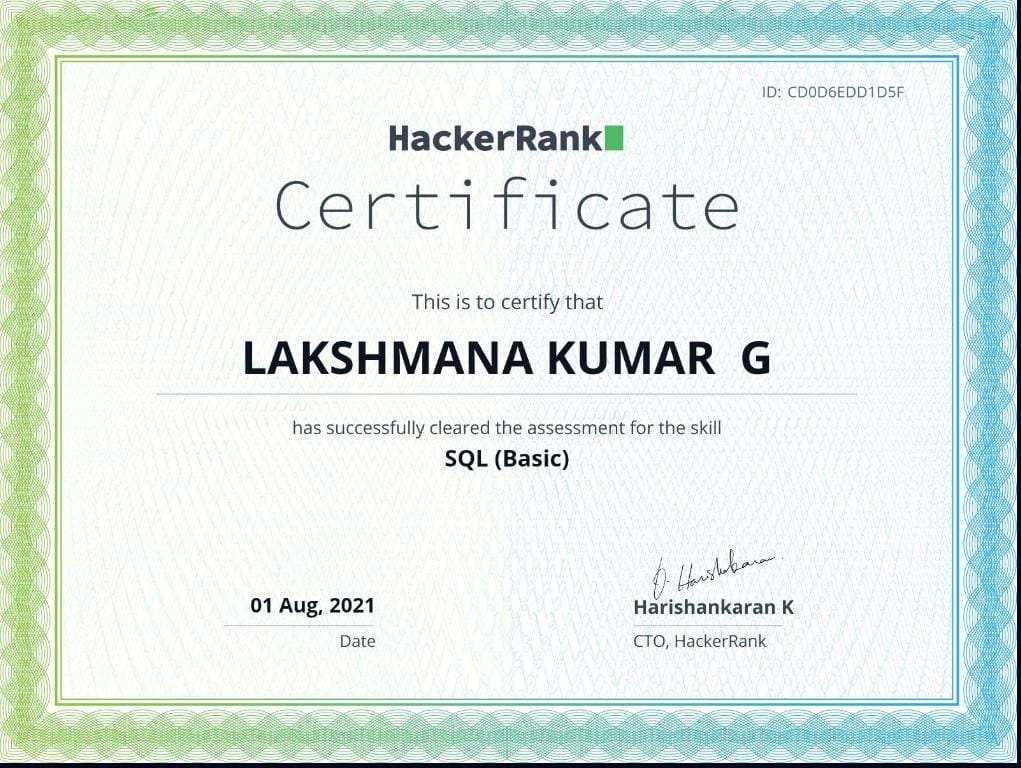 ID: CD0D6EDD1D5F
HackerRank
Certificate
This is to certify that
LAKSHMANA KUMAR G
has successfully cleared the assessment for the skill
SQL (Basic)
01 Aug, 2021
Date
Harishankaran K
CTO, HackerRank